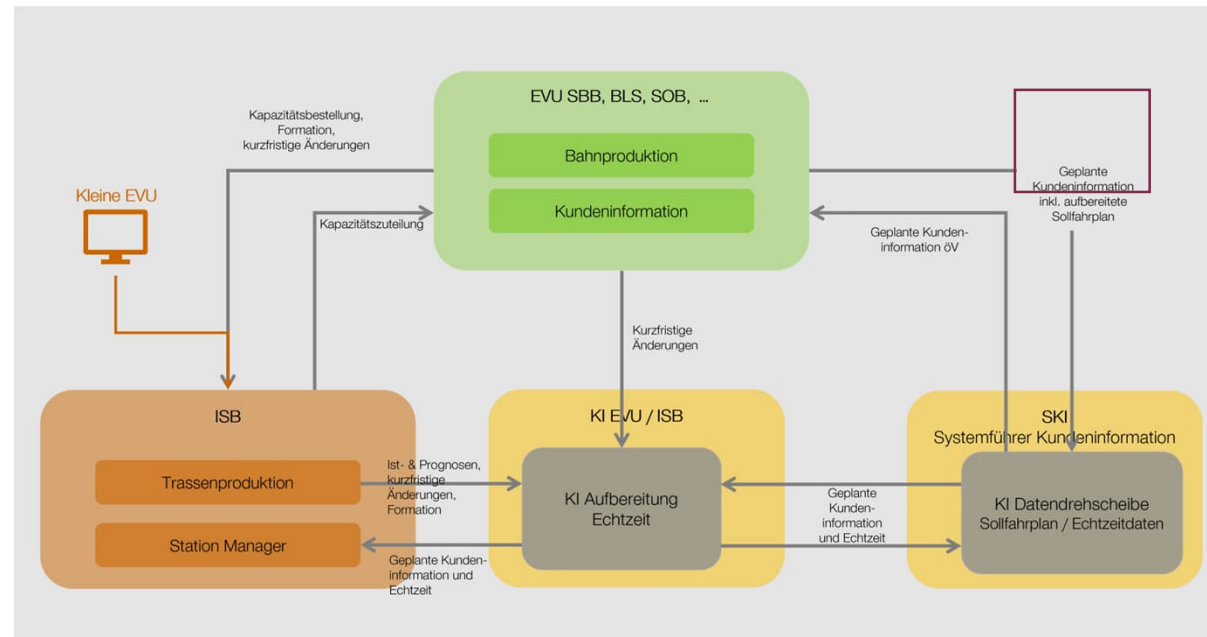 EVU SBB, BLS, SOB, ...
Bahnproduktion
Kundeninformation
Kapazitätsbestellung,
Formation,
kurzfristige Änderungen
Kleine EVU
Kapazitätszuteilung
Geplante
Kundeninformation
inkl. aufbereitete
Sollfahrplan
Geplante Kunden-
information öV
Kurzfristige
Änderungen
ISB
Trassenproduktion
Station Manager
Ist- & Prognosen,
kurzfristige
Änderungen,
Formation
Geplante Kunden-
information und
Echtzeit
KI EVU / ISB
KI Aufbereitung
Echtzeit
Geplante
Kunden-
information
und Echtzeit
SKI
Systemführer Kundeninformation
KI Datendrehscheibe
Sollfahrplan / Echtzeitdaten